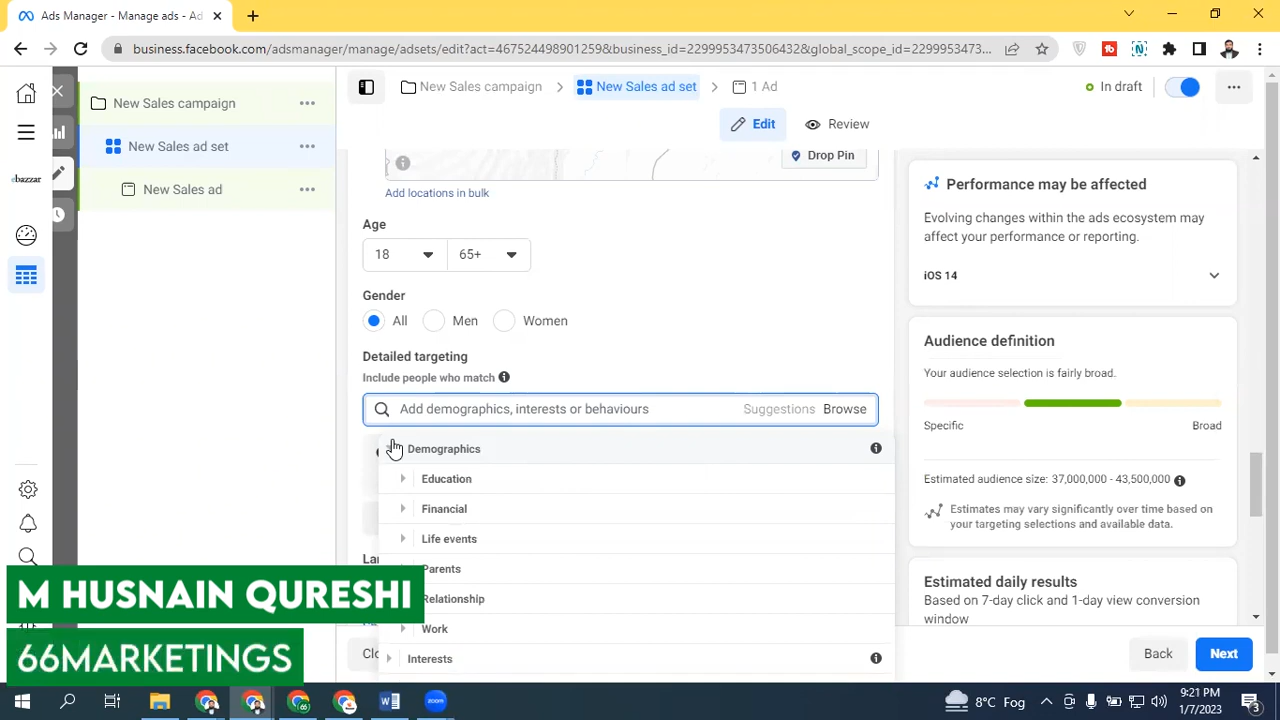 Ads Manager - Manage ads - Ad
business.facebook.com/adsmanager/manage/adsets/edit?act=467524498901259&business_id=2299953473506432&global_scope_id=2299953473...
New Sales campaign
New Sales ad set
New Sales ad
New Sales campaign > New Sales ad set > 1 Ad
In draft
Edit
Review
Drop Pin
Add locations in bulk
Age
18
65+
Gender
All
Men
Women
Detailed targeting
Include people who match
Add demographics, interests or behaviours
Suggestions
Browse
Demographics
Education
Financial
Life events
Parents
Relationship
Work
Interests
Lar
Clo
Performance may be affected
Evolving changes within the ads ecosystem may
affect your performance or reporting.
iOS 14
Audience definition
Your audience selection is fairly broad.
Specific
Broad
Estimated audience size: 37,000,000 - 43,500,000
Estimates may vary significantly over time based on
your targeting selections and available data.
Estimated daily results
Based on 7-day click and 1-day view conversion
window
Back
Next
ebazzar
M HUSNAIN QURESHI
66MARKETINGS
8°C Fog
9:21 PM
1/7/2023
3